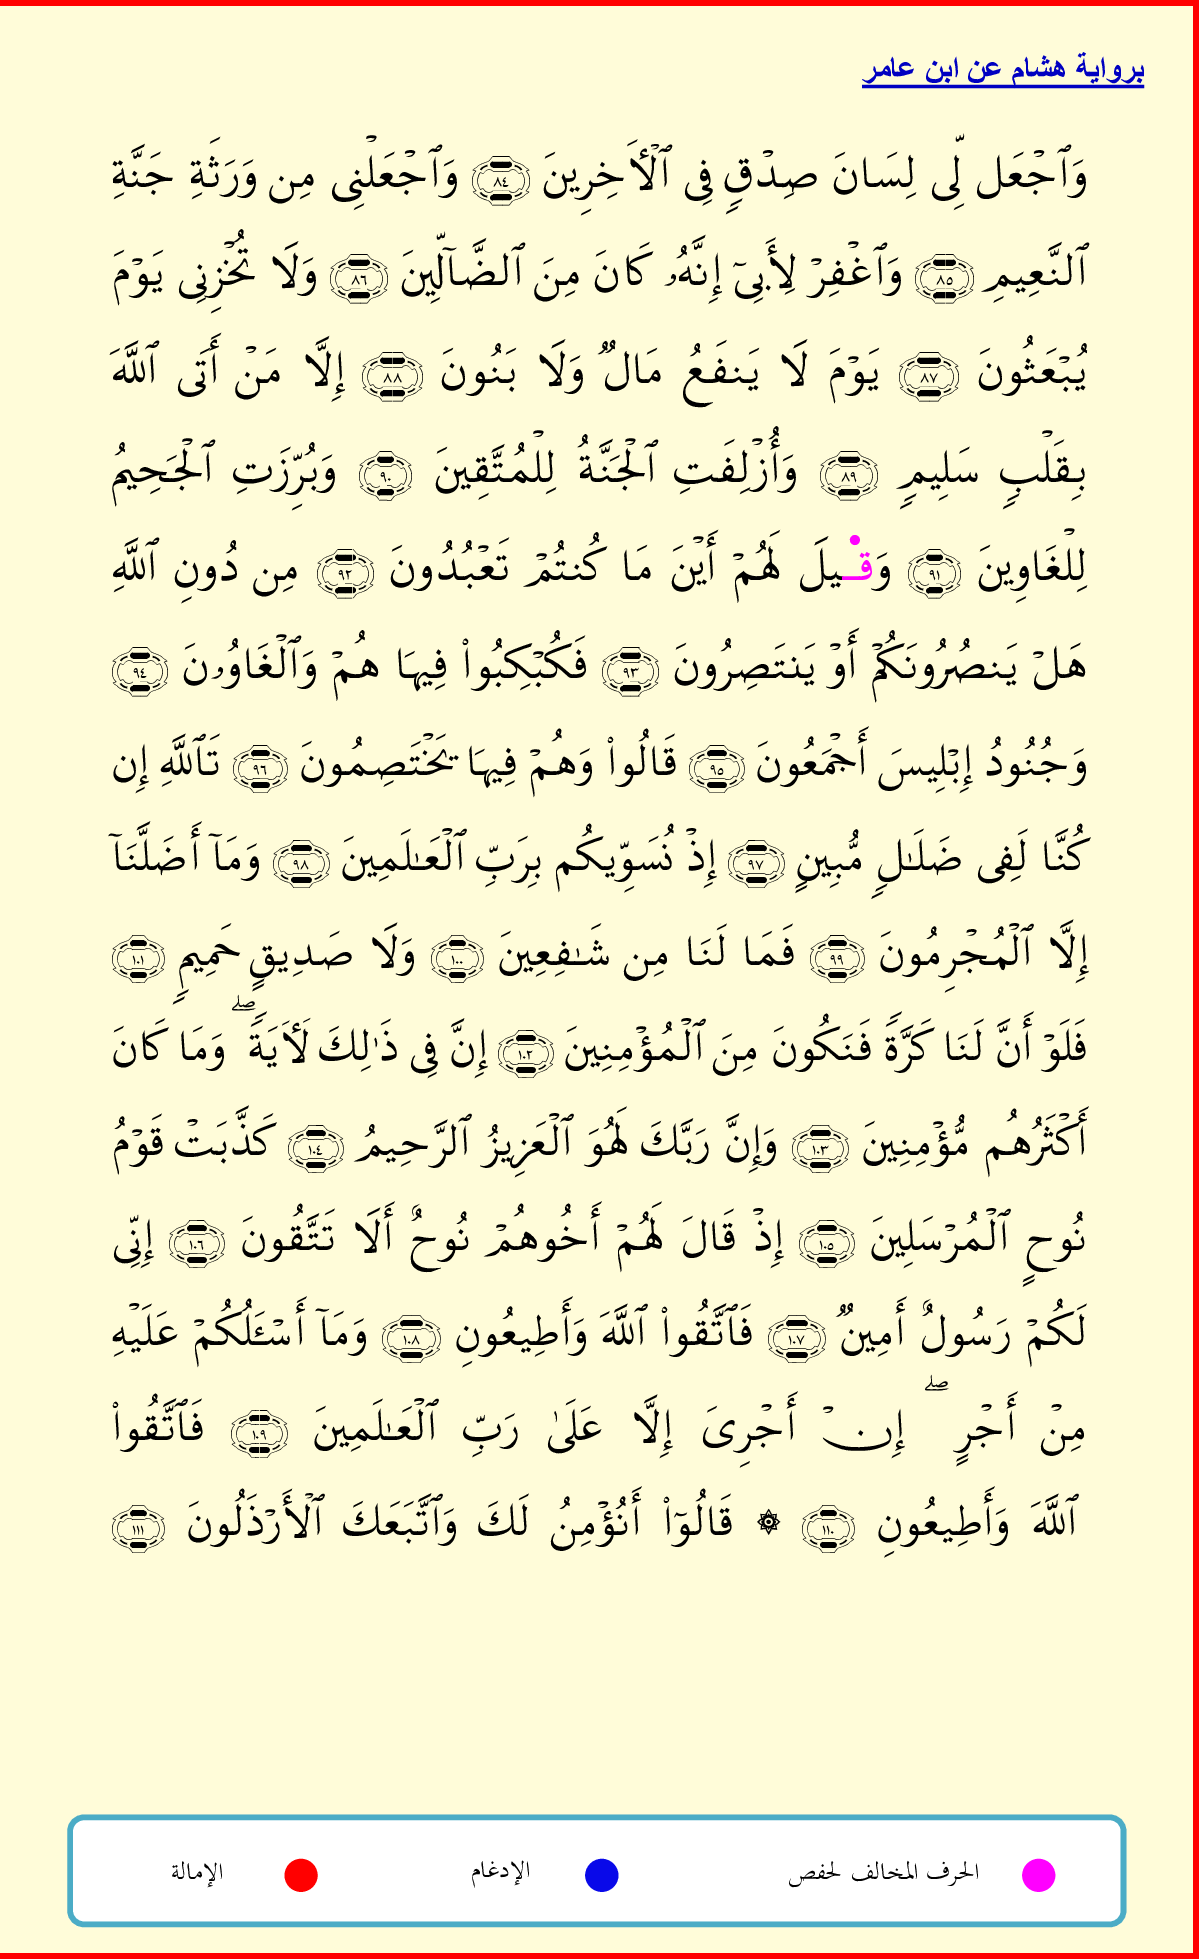 برواية هشام عن ابن عامر
وَٱجْعَل لِّى لِسَانَ صِدْقٍ فِى ٱلْأَخِرِينَ ٨٤ وَٱجْعَلْنِى مِن وَرَثَةِ جَنَّةِ
ٱلنَّعِيمِ ٨٥ وَٱغْفِرْ لِأَبِىٓ إِنَّهُۥ كَانَ مِنَ ٱلضَّآلِّينَ ٨٦ وَلَا تُخْزِنِى يَوْمَ
يُبْعَثُونَ ٨٧ يَوْمَ لَا يَنفَعُ مَالٌ وَلَا بَنُونَ ٨٨ إِلَّا مَنْ أَتَى ٱللَّهَ
بِقَلْبٍ سَلِيمٍ ٨٩ وَأُزْلِفَتِ ٱلْجَنَّةُ لِلْمُتَّقِينَ ٩٠ وَبُرِّزَتِ ٱلْجَحِيمُ
لِلْغَاوِينَ ٩١ وَقِيلَ لَهُمْ أَيْنَ مَا كُنتُمْ تَعْبُدُونَ ٩٢ مِن دُونِ ٱللَّهِ
هَلْ يَنصُرُونَكُمْ أَوْ يَنتَصِرُونَ ٩٣ فَكُبْكِبُوا۟ فِيهَا هُمْ وَٱلْغَاوُۥنَ ٩٤
وَجُنُودُ إِبْلِيسَ أَجْمَعُونَ ٩٥ قَالُوا۟ وَهُمْ فِيهَا يَخْتَصِمُونَ ٩٦ تَٱللَّهِ إِن
كُنَّا لَفِى ضَلَـٰلٍ مُّبِينٍ ٩٧ إِذْ نُسَوِّيكُم بِرَبِّ ٱلْعَـٰلَمِينَ ٩٨ وَمَآ أَضَلَّنَآ
إِلَّا ٱلْمُجْرِمُونَ ٩٩ فَمَا لَنَا مِن شَـٰفِعِينَ ١٠٠ وَلَا صَدِيقٍ حَمِيمٍ ١٠١
فَلَوْ أَنَّ لَنَا كَرَّةً فَنَكُونَ مِنَ ٱلْمُؤْمِنِينَ ١٠٢ إِنَّ فِى ذَٰلِكَ لَأَيَةً ۖ وَمَا كَانَ
أَكْثَرُهُم مُّؤْمِنِينَ ١٠٣ وَإِنَّ رَبَّكَ لَهُوَ ٱلْعَزِيزُ ٱلرَّحِيمُ ١٠٤ كَذَّبَتْ قَوْمُ
نُوحٍ ٱلْمُرْسَلِينَ ١٠٥ إِذْ قَالَ لَهُمْ أَخُوهُمْ نُوحٌ أَلَا تَتَّقُونَ ١٠٦ إِنِّى
لَكُمْ رَسُولٌ أَمِينٌ ١٠٧ فَٱتَّقُوا۟ ٱللَّهَ وَأَطِيعُونِ ١٠٨ وَمَآ أَسْـَٔلُكُمْ عَلَيْهِ
مِنْ أَجْرٍ ۖ إِنْ أَجْرِىَ إِلَّا عَلَىٰ رَبِّ ٱلْعَـٰلَمِينَ ١٠٩ فَٱتَّقُوا۟
ٱللَّهَ وَأَطِيعُونِ ١١٠ ۞ قَالُوٓا۟ أَنُؤْمِنُ لَكَ وَٱتَّبَعَكَ ٱلْأَرْذَلُونَ ١١١
الحرف المخالف لحفص الإدغام الإمالة